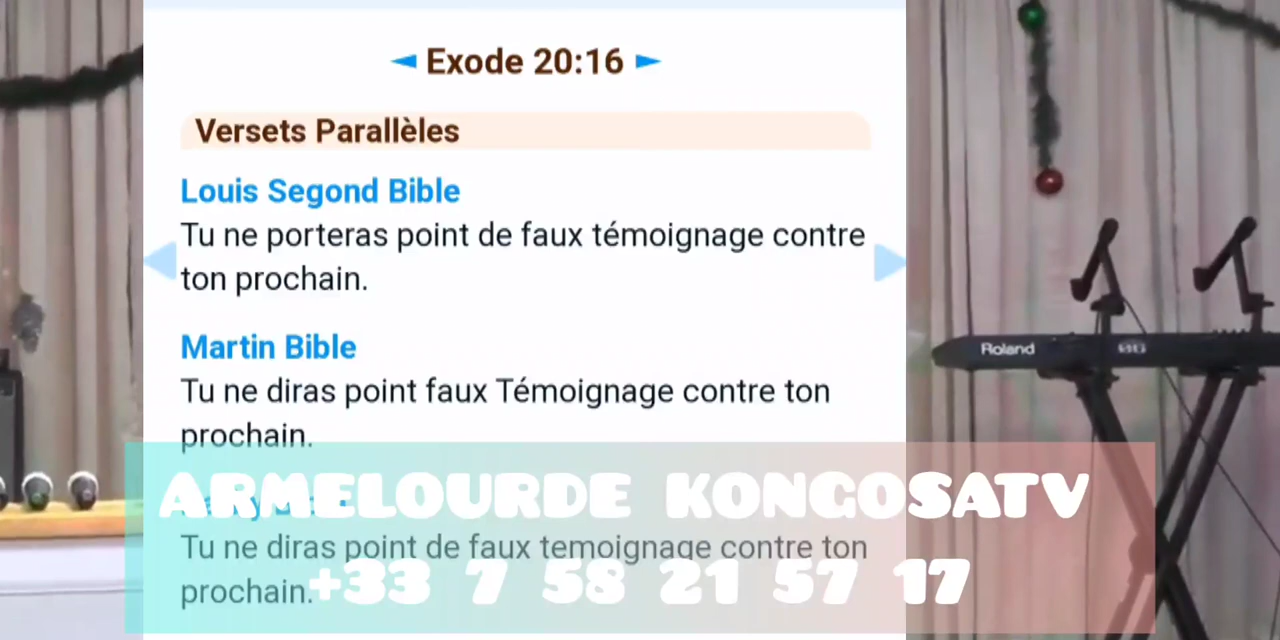 Exode 20:16
Versets Parallèles
Louis Segond Bible
Tu ne porteras point de faux témoignage contre
ton prochain.
Martin Bible
Tu ne diras point faux Témoignage contre ton
prochain.
ARMELOURDE KONGOSATV
Tu ne diras point de faux temoignage contre ton
prochain.
+33 7 58 21 57 17
Roland